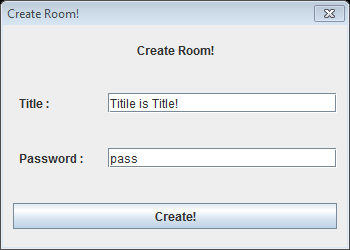 Create Room!
Create Room!
Title :
Titile is Title!
Password :
pass
Create!